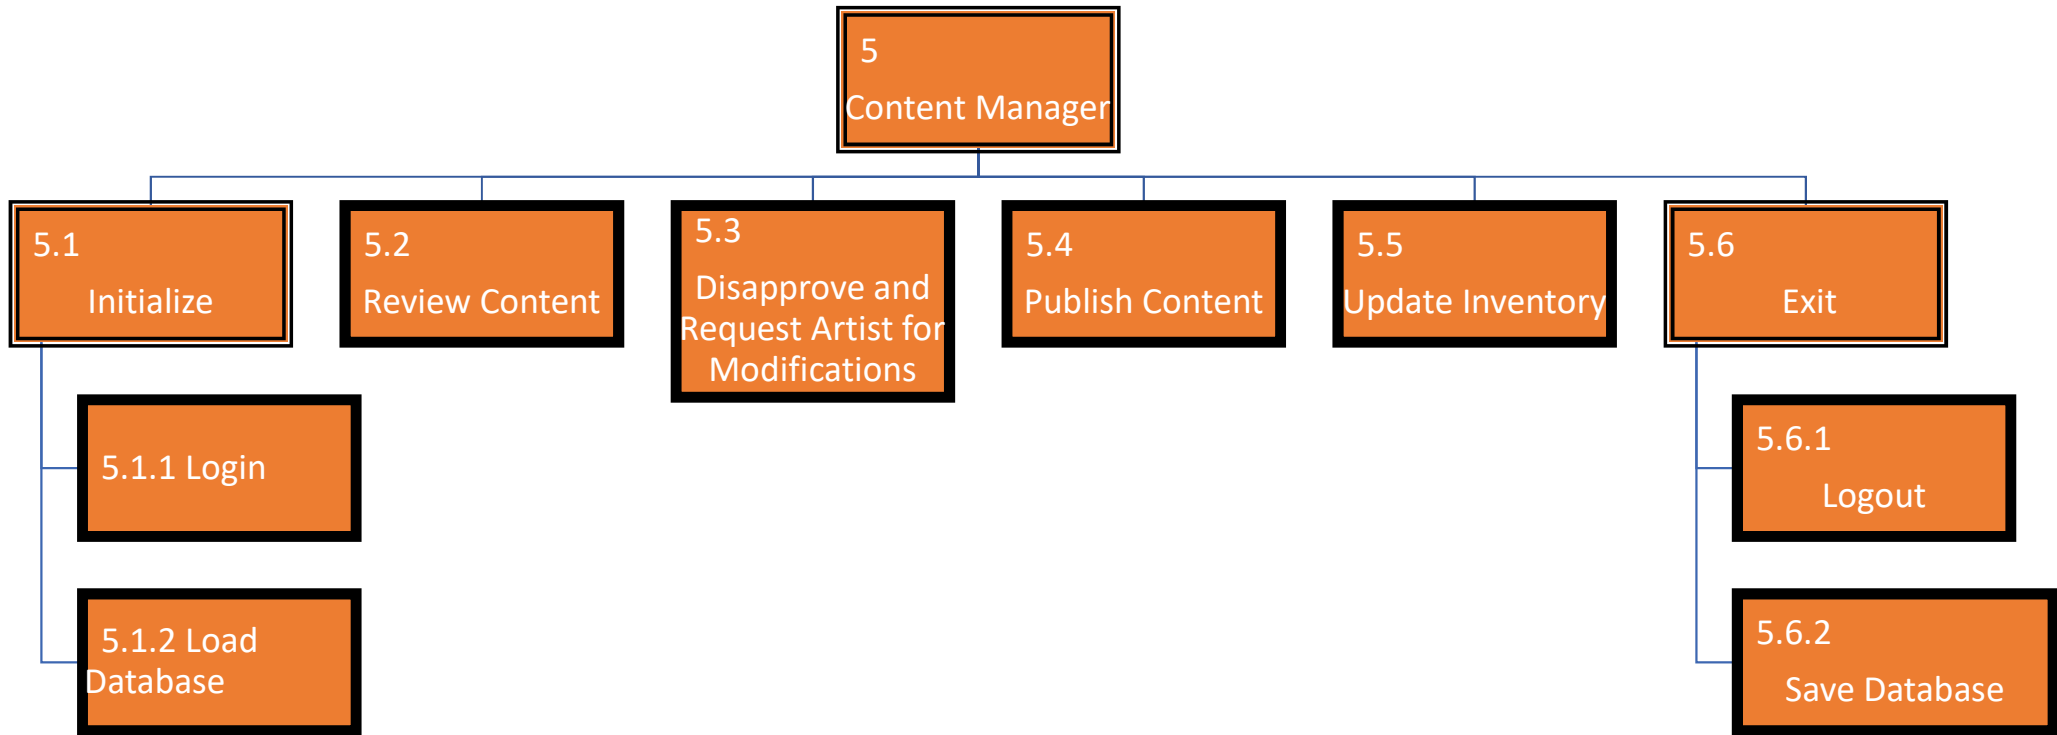 5
Content Manager
5.1
Initialize
5.2
Review Content
5.3
Disapprove and
Request Artist for
Modifications
5.4
Publish Content
5.5
Update Inventory
5.6
Exit
5.1.1 Login
5.1.2 Load
Database
5.6.1
Logout
5.6.2
Save Database